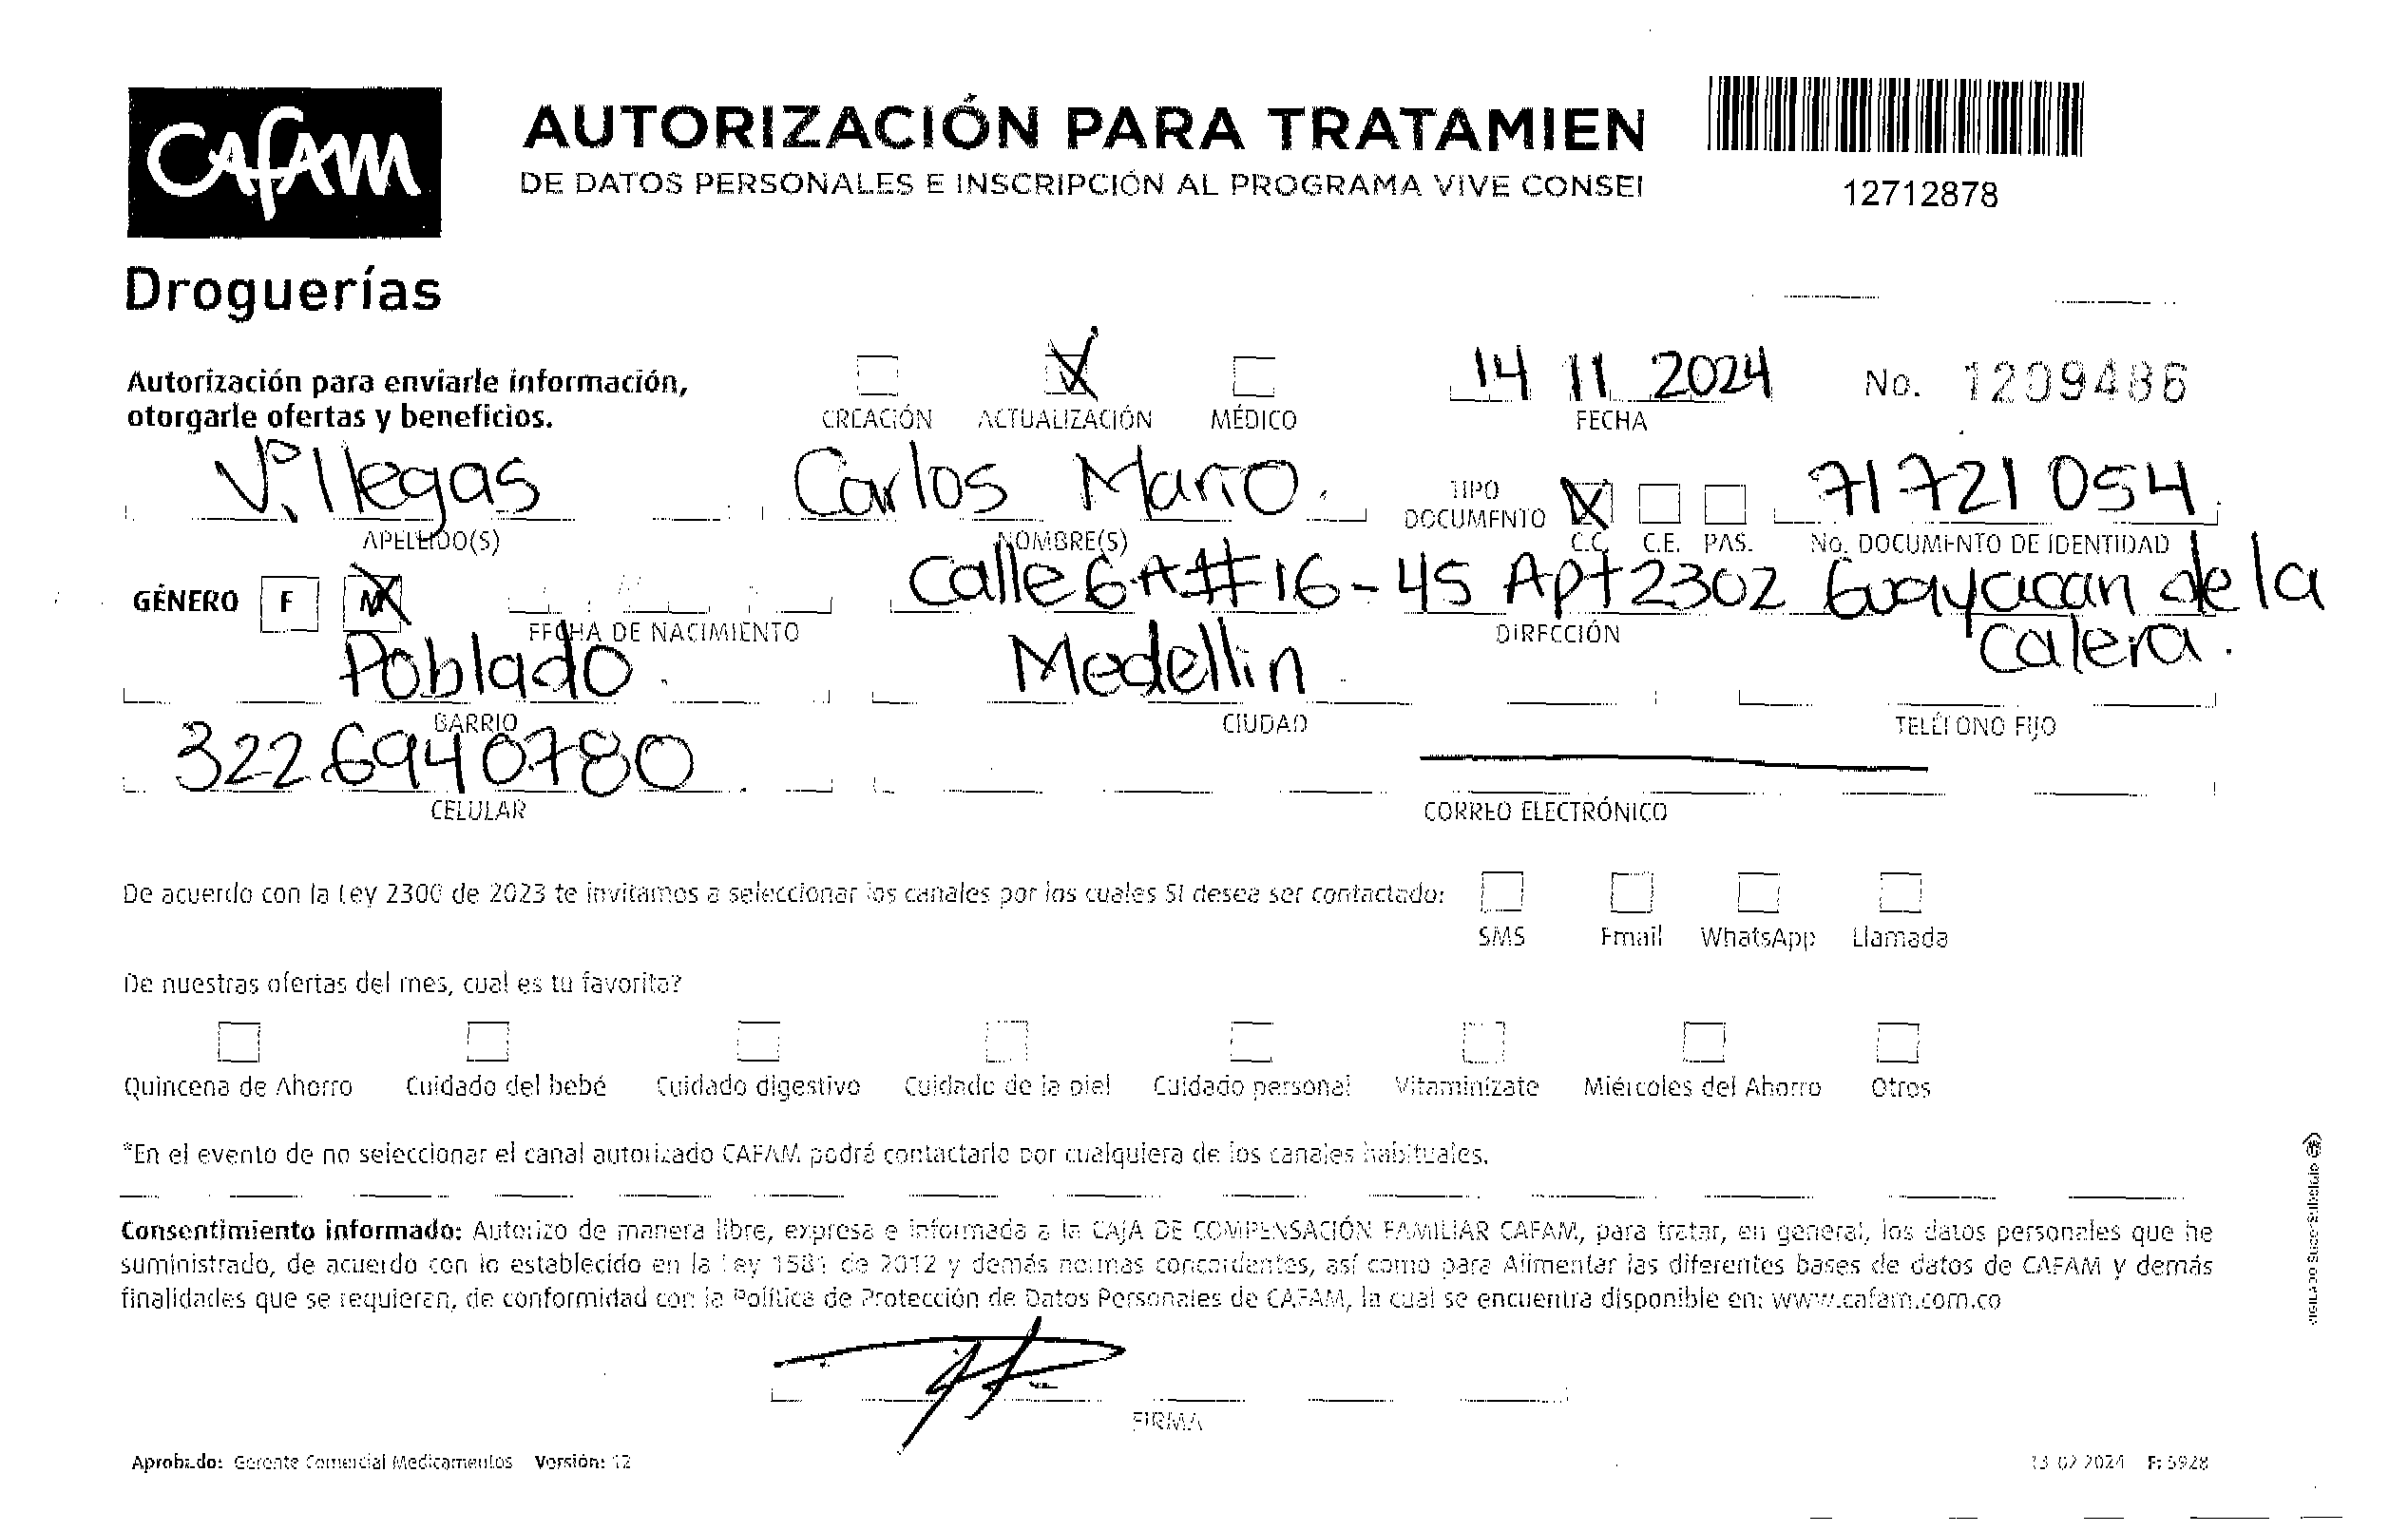 CAFAM
Droguerías
AUTORIZACIÓN PARA TRATAMIEN
DE DATOS PERSONALES E INSCRIPCIÓN AL PROGRAMA VIVE CONSEI
12712878
Autorización para enviarle información,
otorgarle ofertas y beneficios.
CREACIÓN ACTUALIZACIÓN MÉDICO
14 11 2024
FECHA
No. 1209486
Villegas Carlos Mario. TIPO DOCUMENTO C.C. C.E. PAS. 71721054
APELLIDO(S) NOMBRE(S) No. DOCUMENTO DE IDENTIDAD
GÉNERO F M Calle 6A#16-45 Apt 2302 Guayacan de la
Calera.
FECHA DE NACIMIENTO DIRECCIÓN
Poblado Medellin
BARRIO CIUDAD TELÉFONO FIJO
3226940780
CELULAR CORREO ELECTRÓNICO
De acuerdo con la Ley 2300 de 2023 te invitamos a seleccionar los canales por los cuales SI desea ser contactado:
SMS Email WhatsApp Llamada
De nuestras ofertas del mes, cual es tu favorita?
Quincena de Ahorro Cuidado del bebé Cuidado digestivo Cuidado de la piel Cuidado personal Vitaminízate Miércoles del Ahorro Otros
*En el evento de no seleccionar el canal autorizado CAFAM podrá contactarlo por cualquiera de los canales habituales.
Consentimiento informado: Autorizo de manera libre, expresa e informada a la CAJA DE COMPENSACIÓN FAMILIAR CAFAM, para tratar, en general, los datos personales que he
suministrado, de acuerdo con lo establecido en la Ley 1581 de 2012 y demás normas concordantes, así como para Alimentar las diferentes bases de datos de CAFAM y demás
finalidades que se requieran, de conformidad con la Política de Protección de Datos Personales de CAFAM, la cual se encuentra disponible en: www.cafam.com.co
FIRMA
Aprobado: Gerente Comercial Medicamentos Versión: 12
13 02 2024 F: 5928
VIGILADO SuperSubsidio